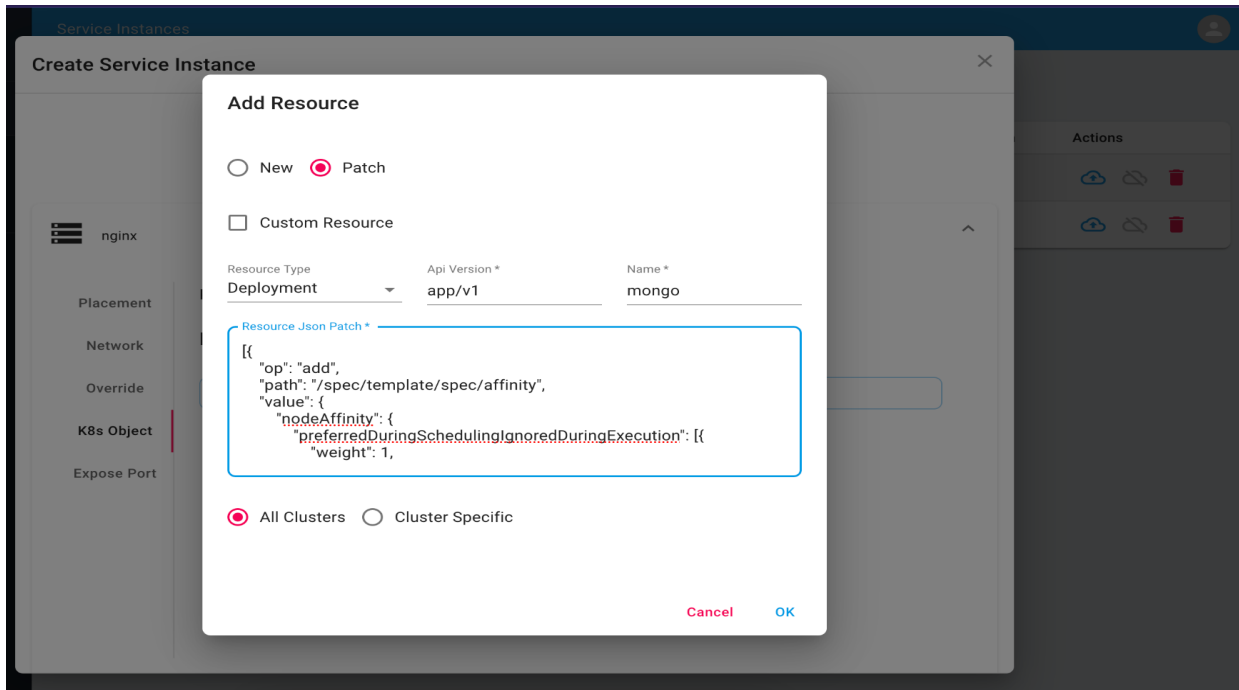 Service Instances
Create Service Instance
Add Resource
Actions
New Patch
Custom Resource
nginx
Resource Type Api Version * Name *
Deployment app/v1 mongo
Placement
Network
Override
K8s Object
Expose Port
Resource Json Patch *
[{
"op": "add",
"path": "/spec/template/spec/affinity",
"value": {
"nodeAffinity": {
"preferredDuringSchedulingIgnoredDuringExecution": [{
"weight": 1,
All Clusters Cluster Specific
Cancel OK